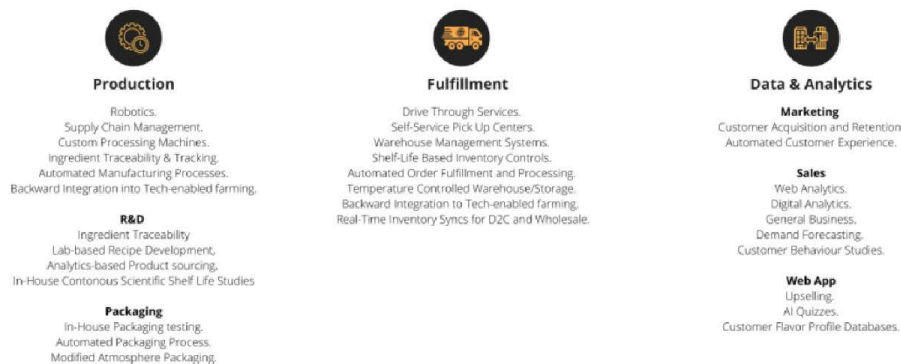 Production
Robotics.
Supply Chain Management.
Custom Processing Machines.
Ingredient Traceability & Tracking.
Automated Manufacturing Processes.
Backward Integration into Tech-enabled farming.
R&D
Ingredient Traceability
Lab-based Recipe Development,
Analytics-based Product sourcing,
In-House Contonous Scientific Shelf Life Studies
Packaging
In-House Packaging testing.
Automated Packaging Process.
Modified Atmosphere Packaging.
Fulfillment
Drive Through Services.
Self-Service Pick Up Centers.
Warehouse Management Systems.
Shelf-Life Based Inventory Controls.
Automated Order Fulfillment and Processing.
Temperature Controlled Warehouse/Storage.
Backward Integration to Tech-enabled farming.
Real-Time Inventory Syncs for D2C and Wholesale.
Data & Analytics
Marketing
Customer Acquisition and Retention
Automated Customer Experience.
Sales
Web Analytics.
Digital Analytics.
General Business.
Demand Forecasting.
Customer Behaviour Studies.
Web App
Upselling.
AI Quizzes.
Customer Flavor Profile Databases.